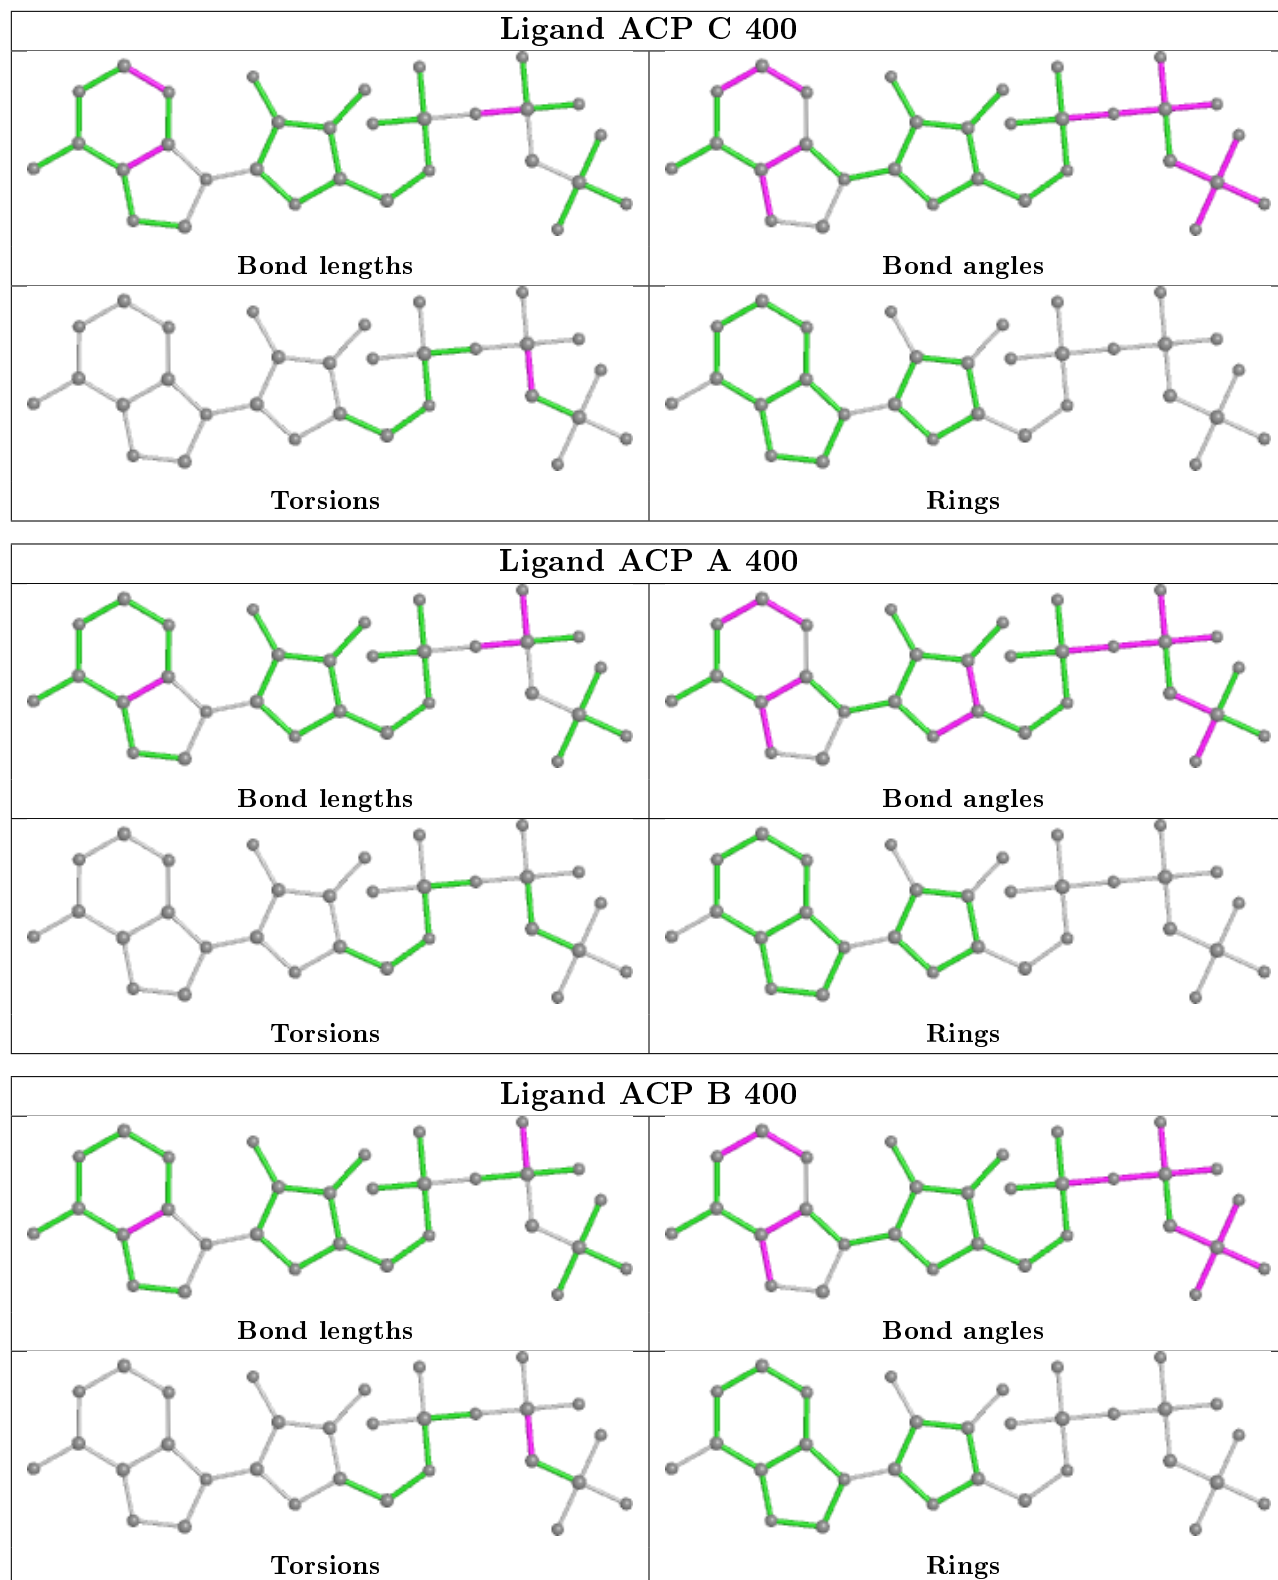 Ligand ACP C 400
Bond lengths
Bond angles
Torsions
Rings
Ligand ACP A 400
Bond lengths
Bond angles
Torsions
Rings
Ligand ACP B 400
Bond lengths
Bond angles
Torsions
Rings